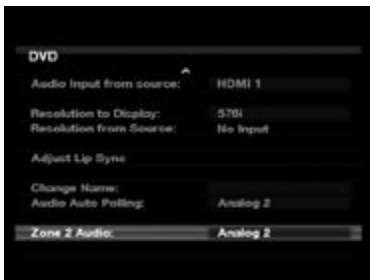 DVD
Audio Input from source: HDMI 1
Resolution to Display: 576i
Resolution from Source: No Input
Adjust Lip Sync
Change Name:
Audio Auto Polling: Analog 2
Zone 2 Audio: Analog 2